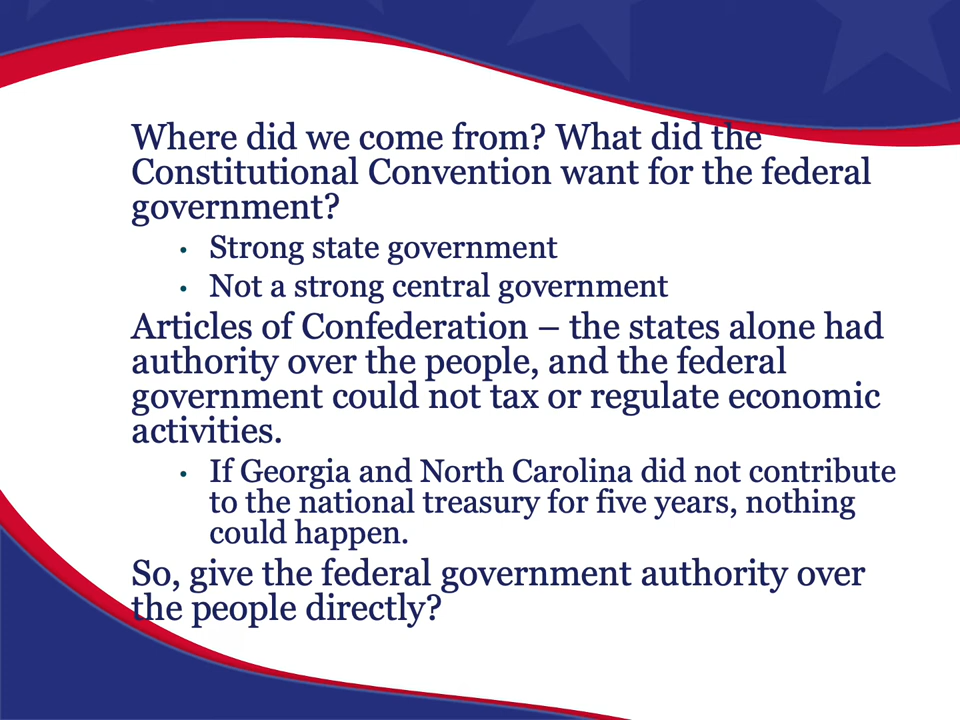 Where did we come from? What did the
Constitutional Convention want for the federal
government?
• Strong state government
• Not a strong central government
Articles of Confederation – the states alone had
authority over the people, and the federal
government could not tax or regulate economic
activities.
• If Georgia and North Carolina did not contribute
to the national treasury for five years, nothing
could happen.
So, give the federal government authority over
the people directly?